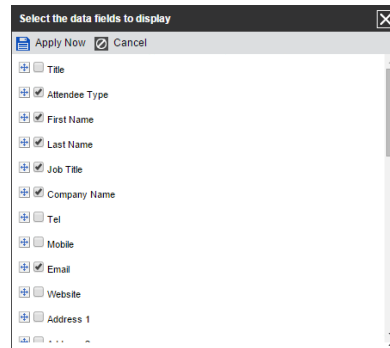 Select the data fields to display
Apply Now Cancel
Title
Attendee Type
First Name
Last Name
Job Title
Company Name
Tel
Mobile
Email
Website
Address 1